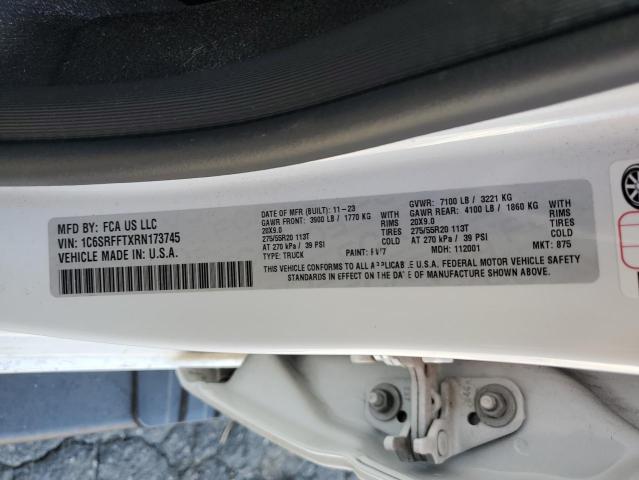 MFD BY: FCA US LLC
VIN: 1C6SRFFTXRN173745
VEHICLE MADE IN U.S.A.
DATE OF MFR (BUILT): 11-23
GAWR FRONT: 3900 LB / 1770 KG WITH
20X9.0 RIMS
275/55R20 113T
AT 270 kPa / 39 PSI
TYPE: TRUCK PAINT:
GVWR: 7100 LB / 3221 KG
GAWR REAR: 4100 LB / 1860 KG WITH
20X9.0 RIMS
275/55R20 113T
AT 270 kPa / 39 PSI
MDH: 112001 MKT: 875
THIS VEHICLE CONFORMS TO ALL APPLICABLE U.S.A. FEDERAL MOTOR VEHICLE SAFETY
STANDARDS IN EFFECT ON THE DATE OF MANUFACTURE SHOWN ABOVE.